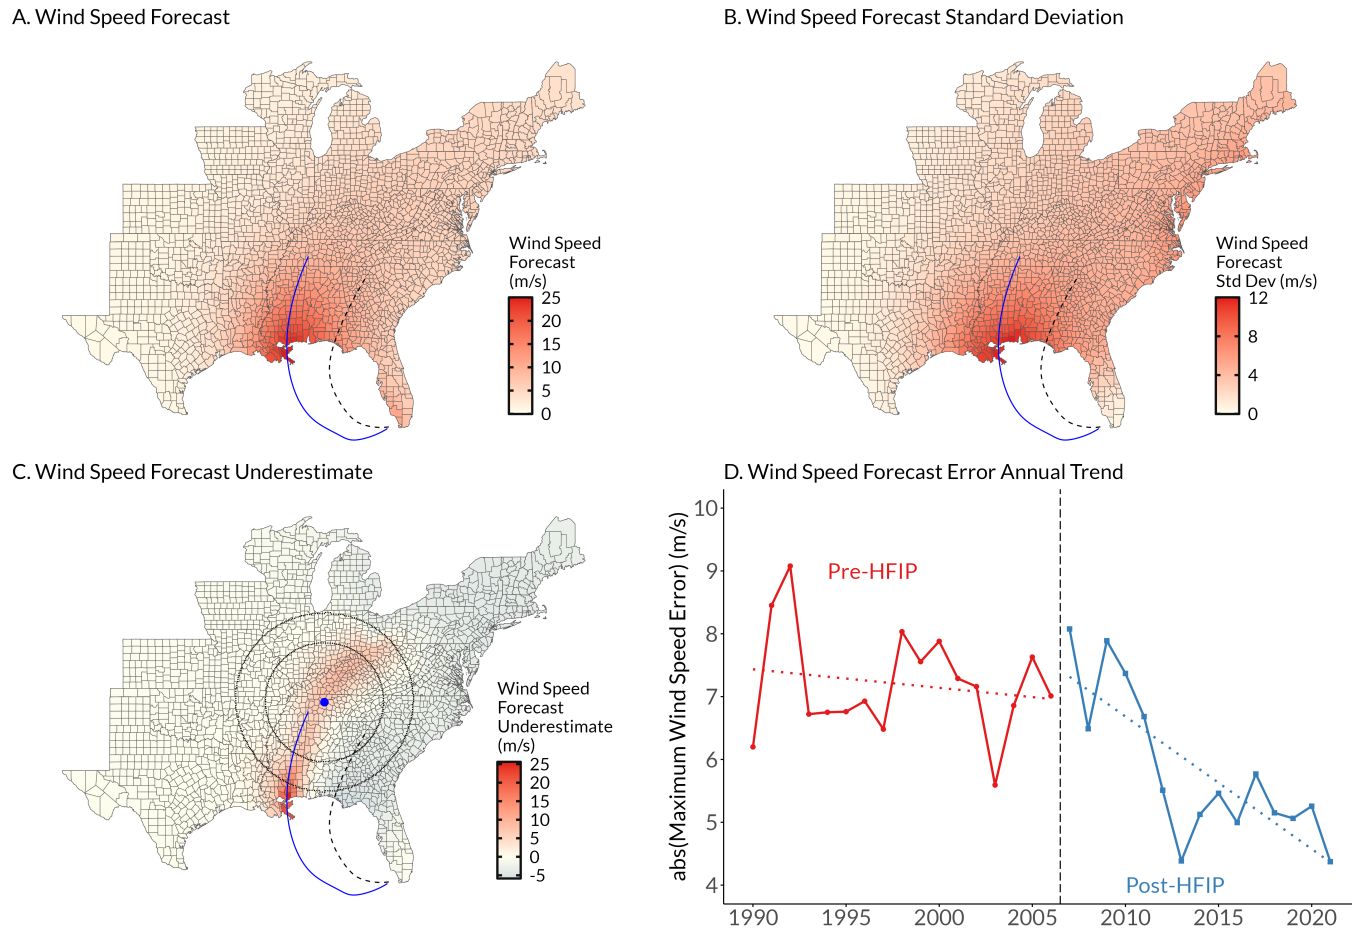 A. Wind Speed Forecast
B. Wind Speed Forecast Standard Deviation
Wind Speed
Forecast
(m/s)
25
20
15
10
5
0
Wind Speed
Forecast
Std Dev (m/s)
12
8
4
0
C. Wind Speed Forecast Underestimate
Wind Speed
Forecast
Underestimate
(m/s)
25
20
15
10
5
0
-5
D. Wind Speed Forecast Error Annual Trend
abs(Maximum Wind Speed Error) (m/s)
10
9
8
7
6
5
4
Pre-HFIP
Post-HFIP
1990
1995
2000
2005
2010
2015
2020